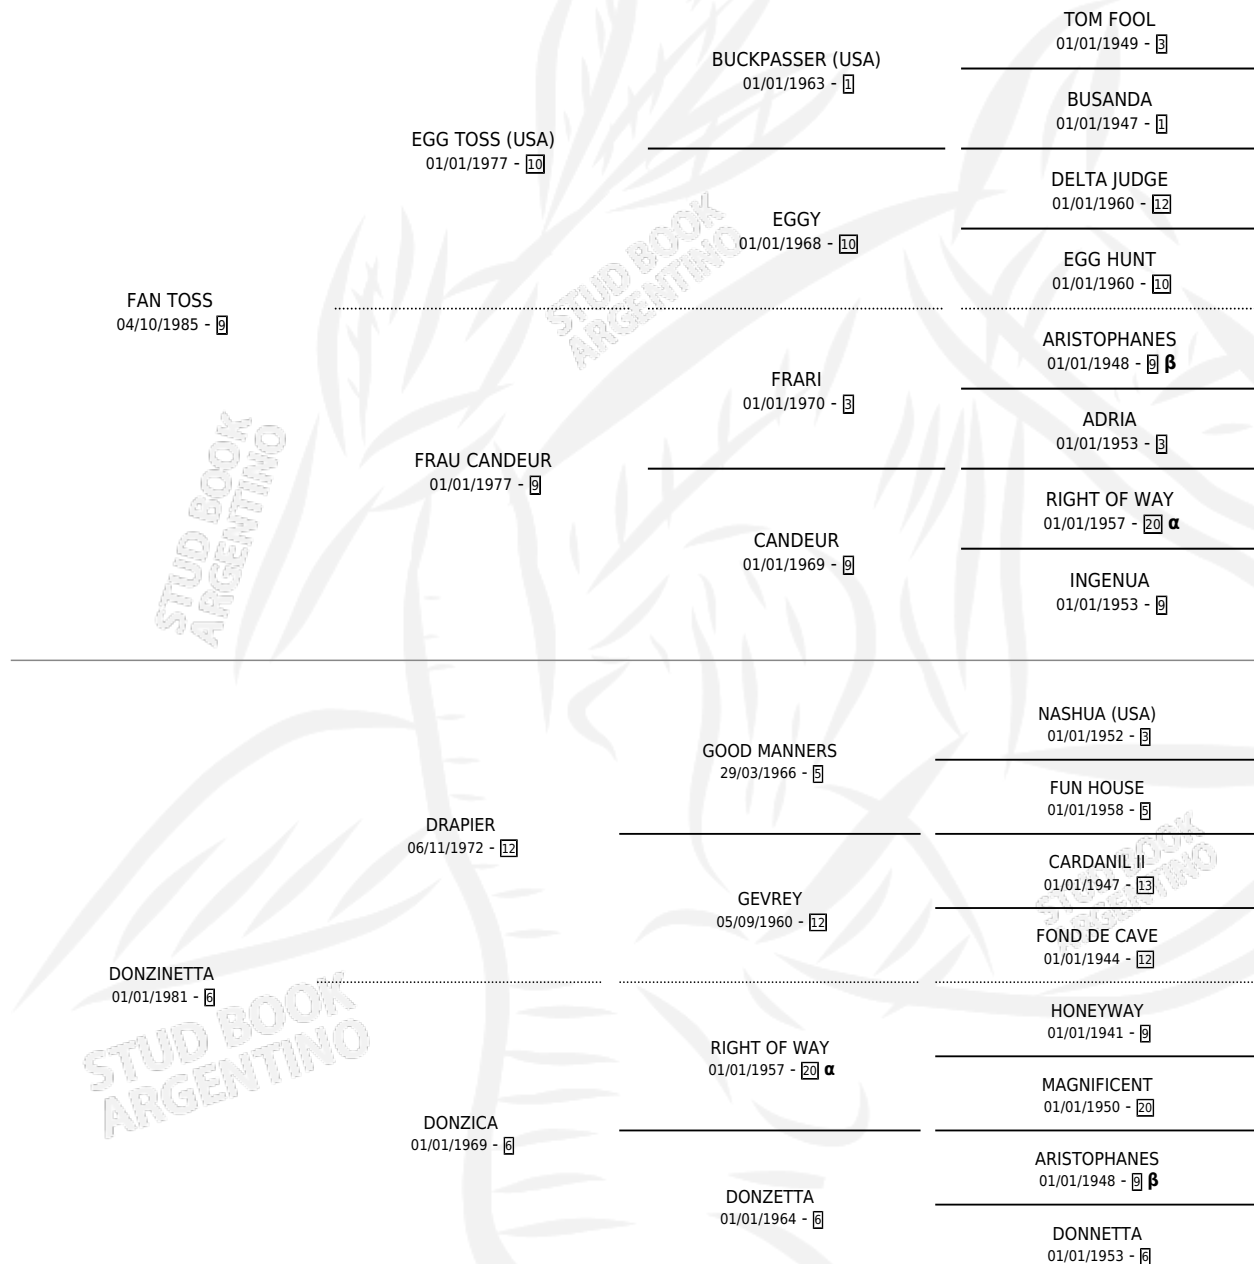 TOM FOOL
01/01/1949 - 3
BUCKPASSER (USA)
01/01/1963 - 1
BUSANDA
01/01/1947 - 1
EGG TOSS (USA)
01/01/1977 - 10
DELTA JUDGE
01/01/1960 - 12
EGGY
01/01/1968 - 10
EGG HUNT
01/01/1960 - 10
FAN TOSS
04/10/1985 - 9
ARISTOPHANES
01/01/1948 - 9 β
FRARI
01/01/1970 - 3
ADRIA
01/01/1953 - 3
FRAU CANDEUR
01/01/1977 - 9
RIGHT OF WAY
01/01/1957 - 20 α
CANDEUR
01/01/1969 - 9
INGENUA
01/01/1953 - 9
NASHUA (USA)
01/01/1952 - 3
GOOD MANNERS
29/03/1966 - 5
FUN HOUSE
01/01/1958 - 5
DRAPIER
06/11/1972 - 12
CARDANIL II
01/01/1947 - 13
GEVREY
05/09/1960 - 12
FOND DE CAVE
01/01/1944 - 12
DONZINETTA
01/01/1981 - 6
HONEYWAY
01/01/1941 - 9
RIGHT OF WAY
01/01/1957 - 20 α
MAGNIFICENT
01/01/1950 - 20
DONZICA
01/01/1969 - 6
ARISTOPHANES
01/01/1948 - 9 β
DONZETTA
01/01/1964 - 6
DONNETTA
01/01/1953 - 6
STUD BOOK
ARGENTINO
STUD BOOK
ARGENTINO
STUD BOOK
ARGENTINO
STUD BOOK
ARGENTINO